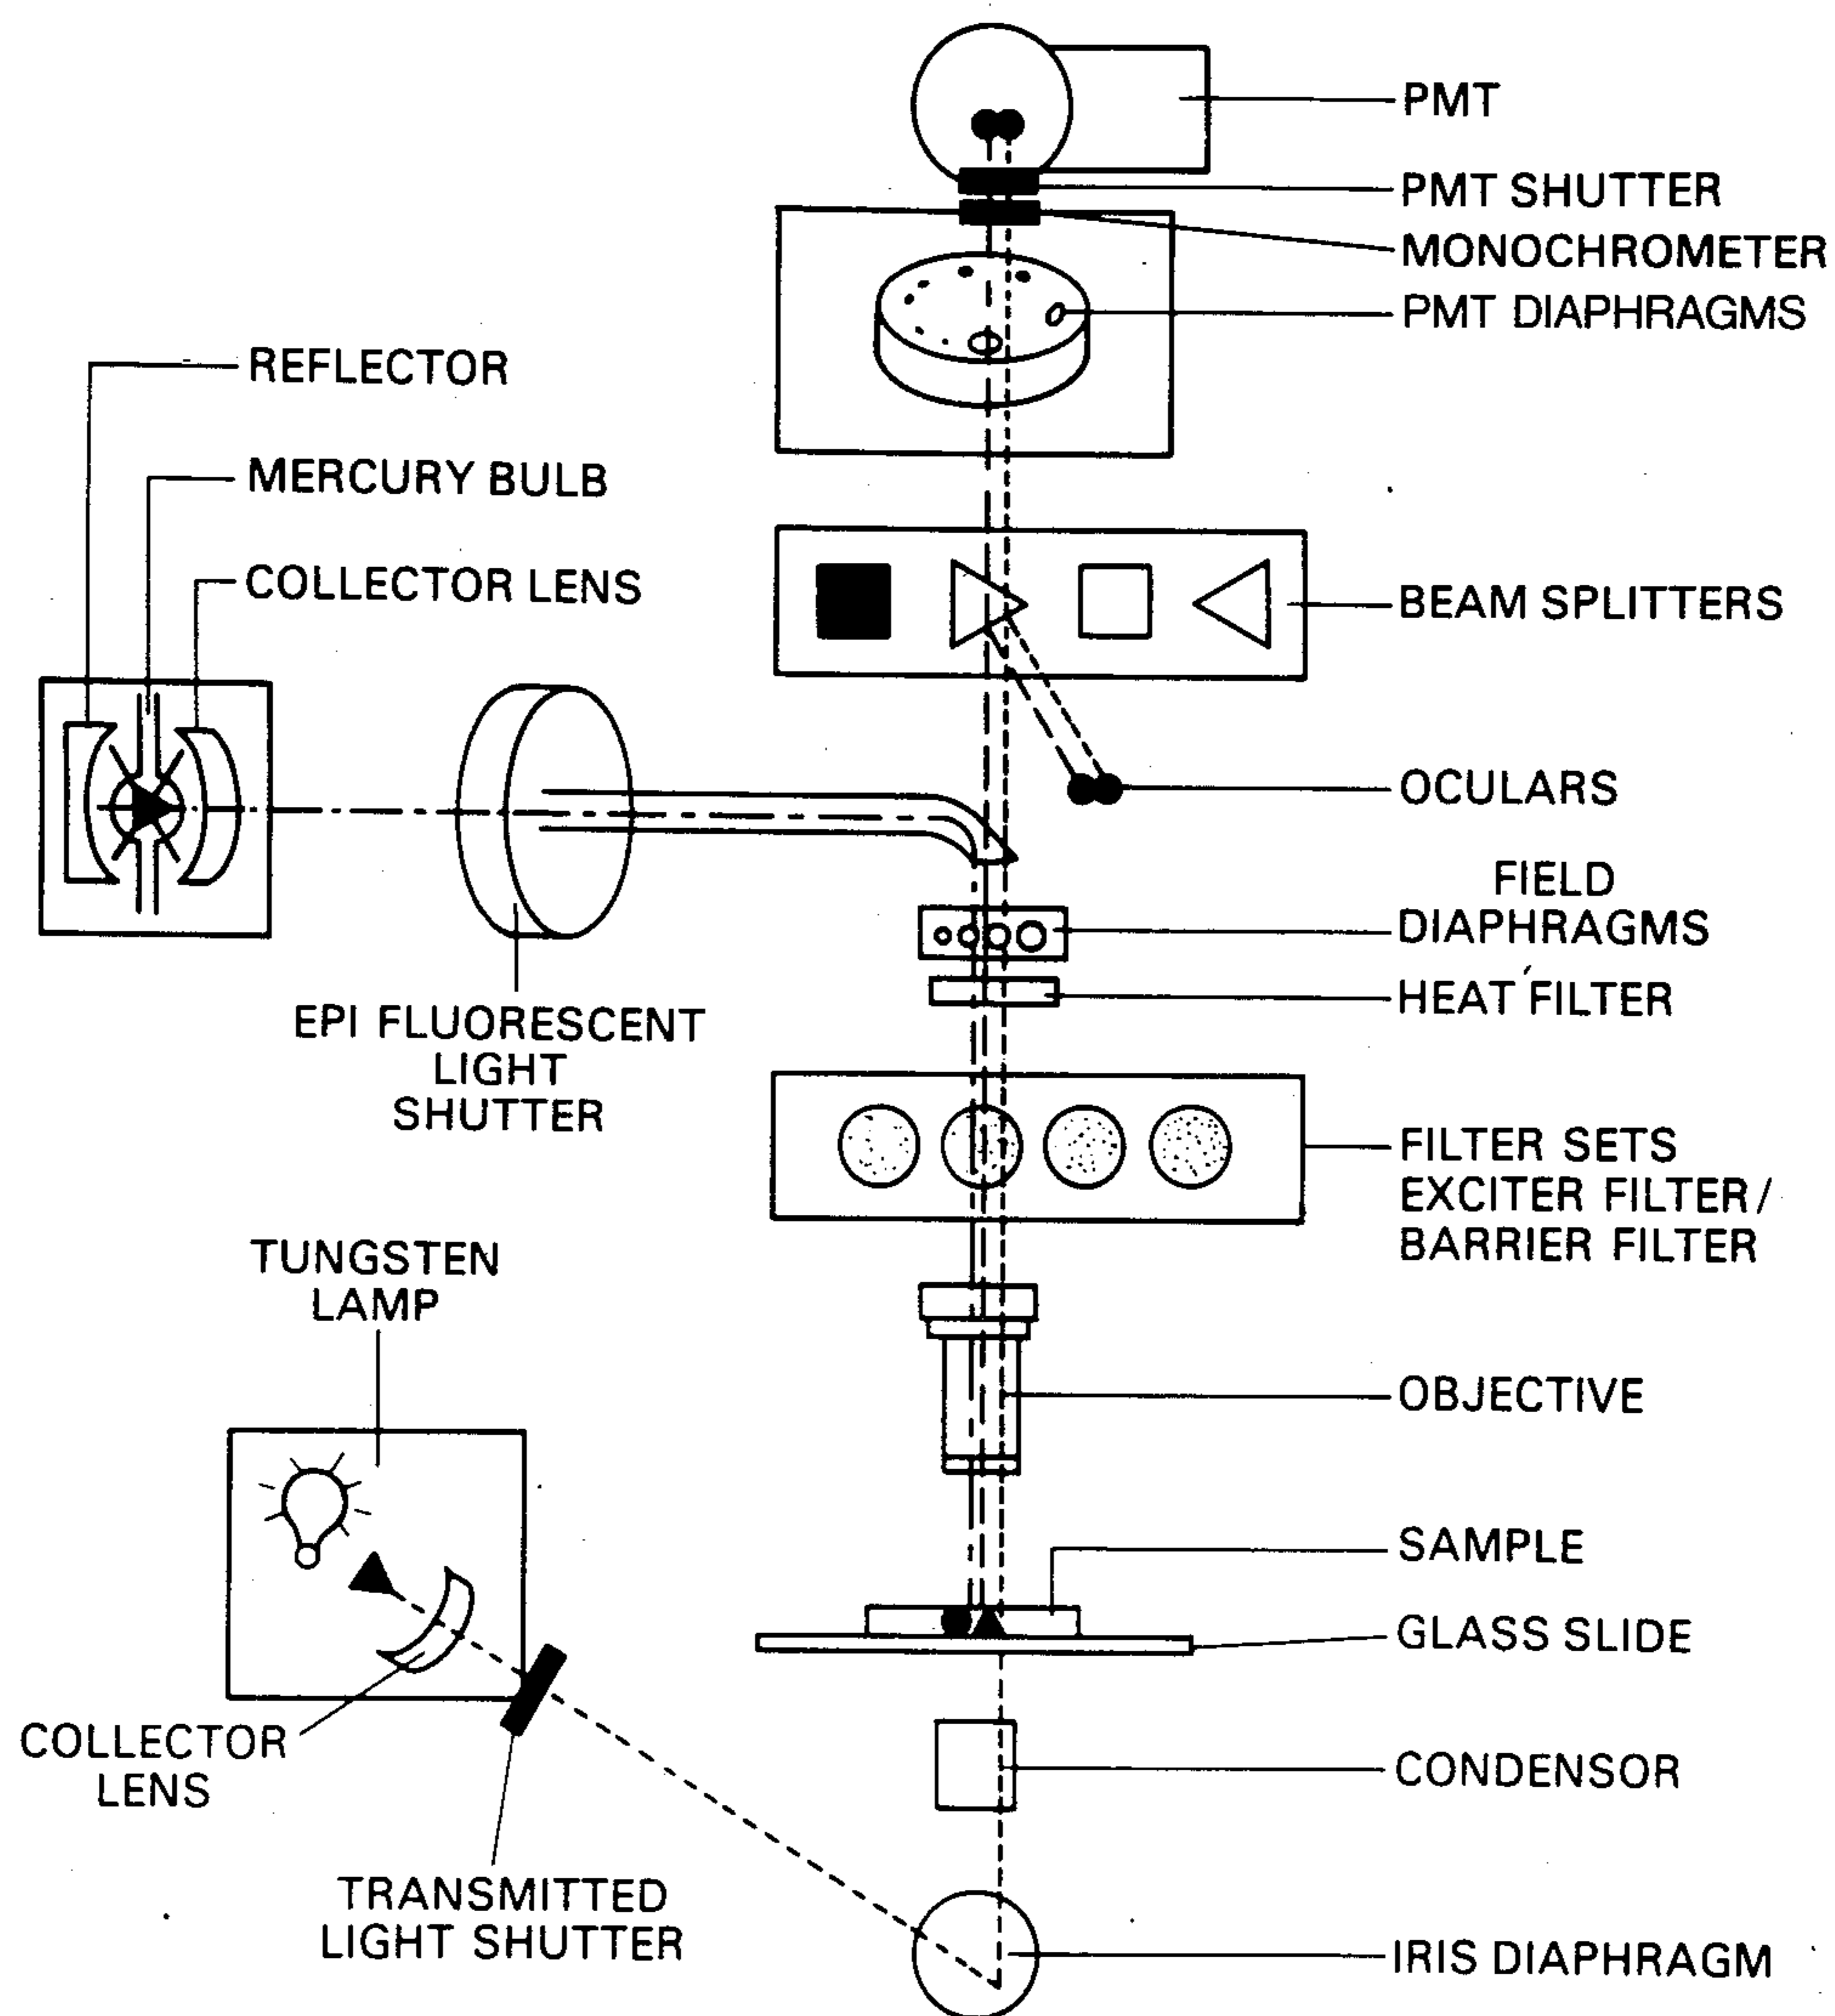 PMT
PMT SHUTTER
MONOCHROMETER
PMT DIAPHRAGMS
REFLECTOR
MERCURY BULB
COLLECTOR LENS
BEAM SPLITTERS
OCULARS
FIELD
DIAPHRAGMS
HEAT FILTER
EPI FLUORESCENT
LIGHT
SHUTTER
FILTER SETS
EXCITER FILTER/
BARRIER FILTER
TUNGSTEN
LAMP
OBJECTIVE
SAMPLE
GLASS SLIDE
COLLECTOR
LENS
CONDENSOR
TRANSMITTED
LIGHT SHUTTER
IRIS DIAPHRAGM